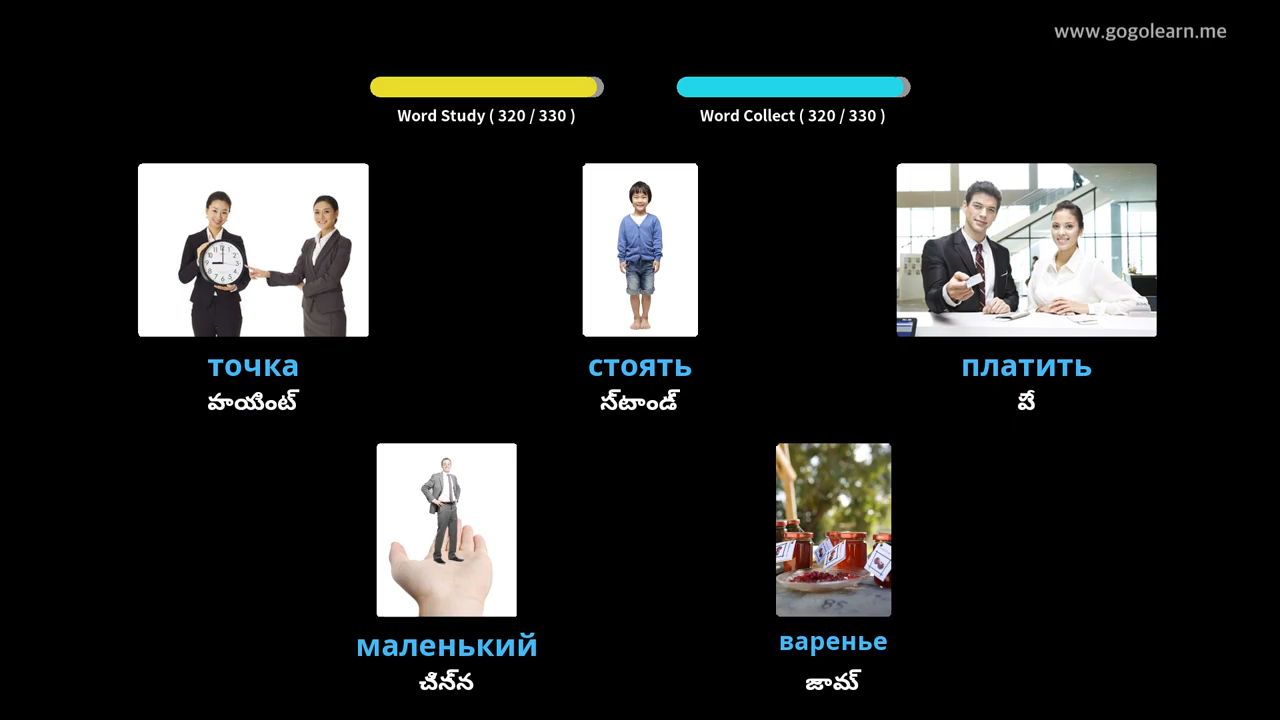 www.gogolearn.me
Word Study ( 320 / 330 )
Word Collect ( 320 / 330 )
точка
стоять
платить
వాయింట్
స్‌టాండ్
పే
маленький
варенье
చిన్‌న
జామ్